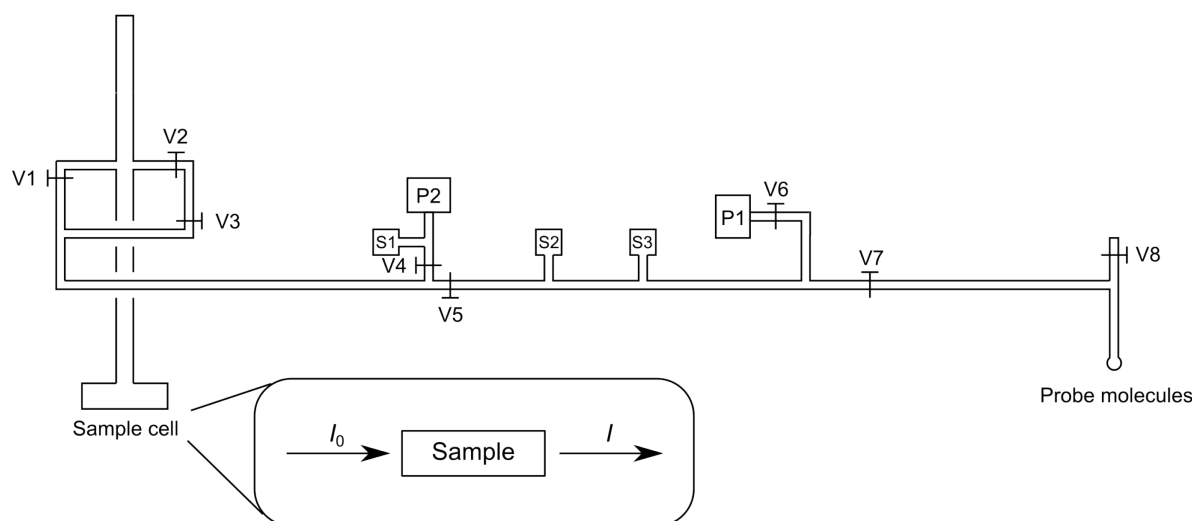 V2
V1
V3
P2
S1
V4
V5
S2
S3
P1
V6
V7
V8
Probe molecules
Sample cell
I0
Sample
I